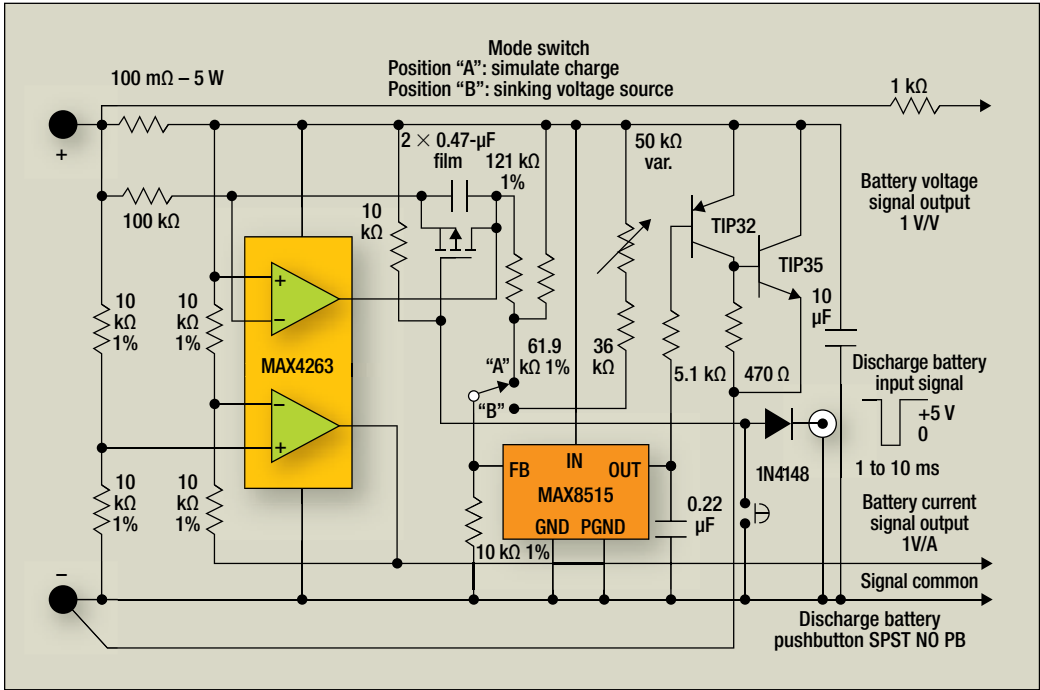 Mode switch
Position “A”: simulate charge
Position “B”: sinking voltage source
100 mΩ – 5 W
1 kΩ
+
2 × 0.47-µF
film
121 kΩ
1%
50 kΩ
var.
Battery voltage
signal output
1 V/V
100 kΩ
10
kΩ
TIP32
TIP35
10
µF
+
–
MAX4263
–
+
10
kΩ
1%
10
kΩ
1%
“A”
61.9
kΩ 1%
“B”
36
kΩ
5.1 kΩ
470 Ω
Discharge battery
input signal
+5 V
0
1 to 10 ms
FB
IN
OUT
MAX8515
GND PGND
1N4148
10
kΩ
1%
10
kΩ
1%
10 kΩ 1%
0.22
µF
Battery current
signal output
1V/A
–
Signal common
Discharge battery
pushbutton SPST NO PB